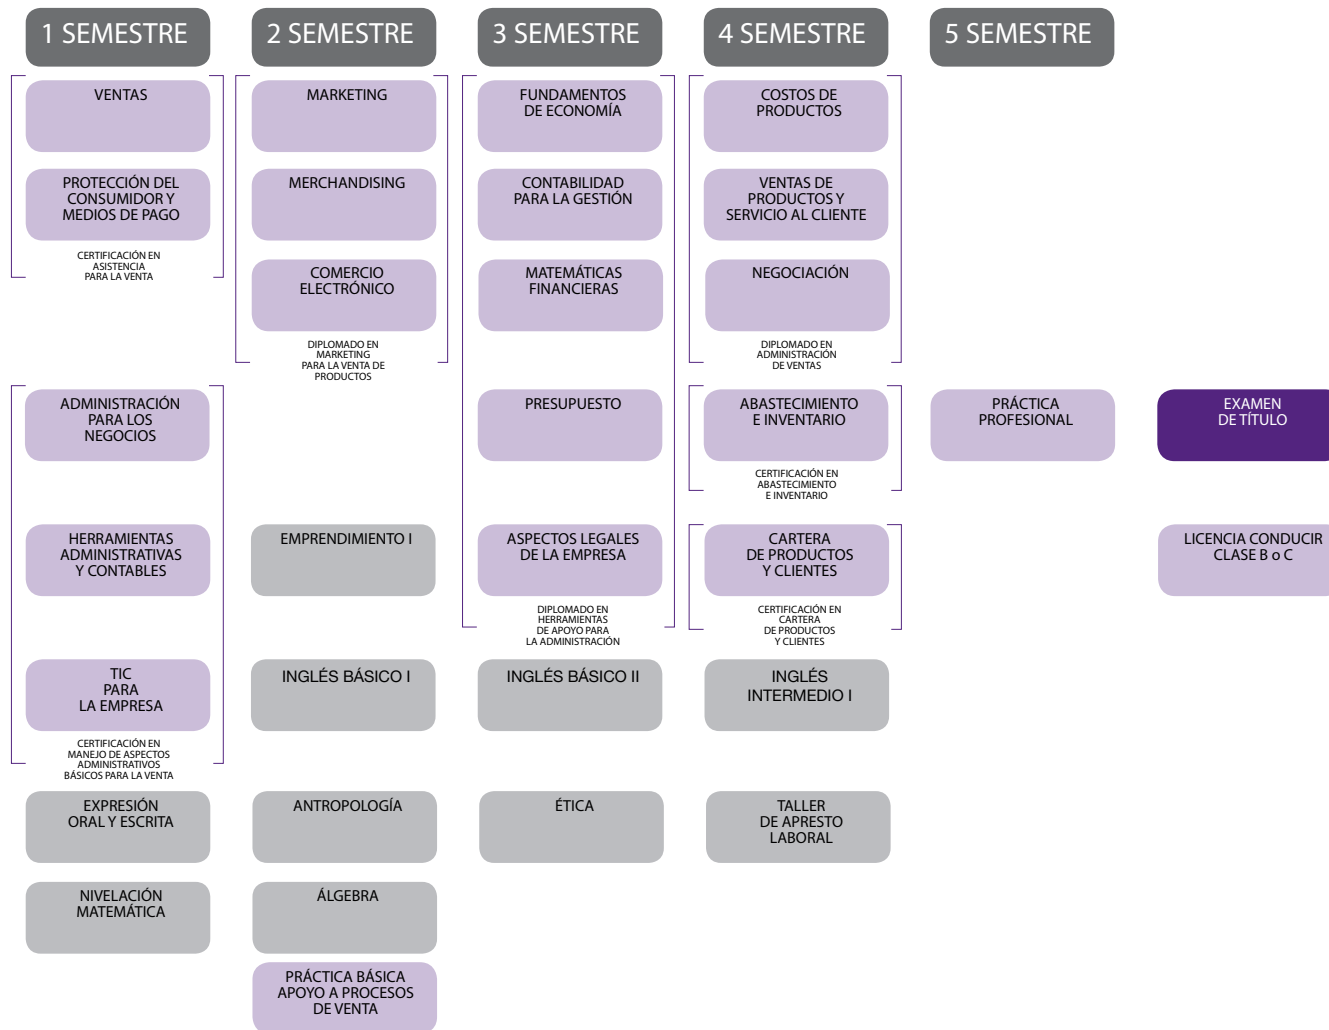 1 SEMESTRE
2 SEMESTRE
3 SEMESTRE
4 SEMESTRE
5 SEMESTRE
VENTAS
PROTECCIÓN DEL
CONSUMIDOR Y
MEDIOS DE PAGO
CERTIFICACIÓN EN
ASISTENCIA
PARA LA VENTA
ADMINISTRACIÓN
PARA LOS
NEGOCIOS
HERRAMIENTAS
ADMINISTRATIVAS
Y CONTABLES
TIC
PARA
LA EMPRESA
CERTIFICACIÓN EN
MANEJO DE ASPECTOS
ADMINISTRATIVOS
BÁSICOS PARA LA VENTA
EXPRESIÓN
ORAL Y ESCRITA
NIVELACIÓN
MATEMÁTICA
MARKETING
MERCHANDISING
COMERCIO
ELECTRÓNICO
DIPLOMADO EN
MARKETING
PARA LA VENTA DE
PRODUCTOS
EMPRENDIMIENTO I
INGLÉS BÁSICO I
ANTROPOLOGÍA
ÁLGEBRA
PRÁCTICA BÁSICA
APOYO A PROCESOS
DE VENTA
FUNDAMENTOS
DE ECONOMÍA
CONTABILIDAD
PARA LA GESTIÓN
MATEMÁTICAS
FINANCIERAS
PRESUPUESTO
ASPECTOS LEGALES
DE LA EMPRESA
DIPLOMADO EN
HERRAMIENTAS
DE APOYO PARA
LA ADMINISTRACIÓN
INGLÉS BÁSICO II
ÉTICA
COSTOS DE
PRODUCTOS
VENTAS DE
PRODUCTOS Y
SERVICIO AL CLIENTE
NEGOCIACIÓN
DIPLOMADO EN
ADMINISTRACIÓN
DE VENTAS
ABASTECIMIENTO
E INVENTARIO
CERTIFICACIÓN EN
ABASTECIMIENTO
E INVENTARIO
CARTERA
DE PRODUCTOS
Y CLIENTES
CERTIFICACIÓN EN
CARTERA
DE PRODUCTOS
Y CLIENTES
INGLÉS
INTERMEDIO I
TALLER
DE APRESTO
LABORAL
PRÁCTICA
PROFESIONAL
EXAMEN
DE TÍTULO
LICENCIA CONDUCIR
CLASE B o C